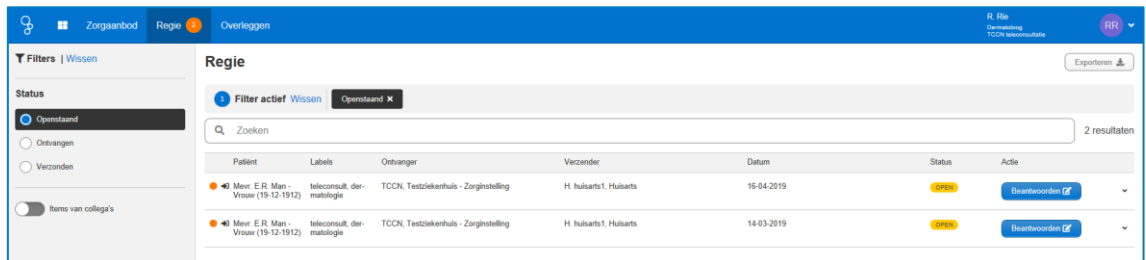 Zorgaanbod Regie 2 Overleggen
R. Rie
Dermatoloog
TCCN teleconsultatie
RR
Filters | Wissen
Status
Openstaand
Ontvangen
Verzonden
Items van collega's
Regie
Exporteren
1 Filter actief Wissen Openstaand ×
Zoeken
2 resultaten
Patiënt Labels Ontvanger Verzender Datum Status Actie
Mevr. E.R. Man - teleconsult, der- TCCN, Testziekenhuis - Zorginstelling H. huisarts1, Huisarts 16-04-2019 OPEN Beantwoorden
Vrouw (19-12-1912) matologie
Mevr. E.R. Man - teleconsult, der- TCCN, Testziekenhuis - Zorginstelling H. huisarts1, Huisarts 14-03-2019 OPEN Beantwoorden
Vrouw (19-12-1912) matologie